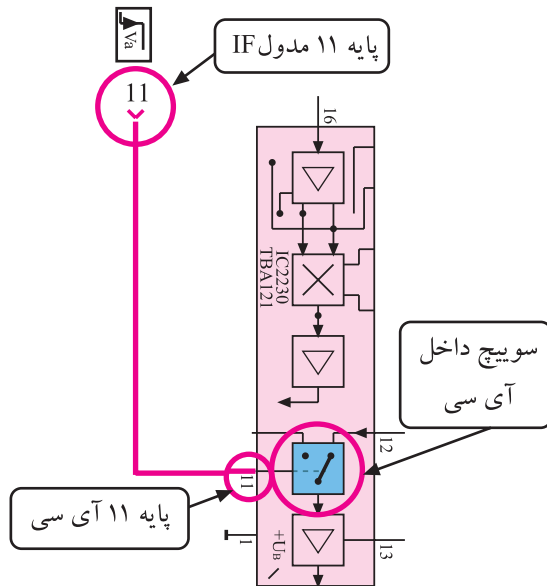 Va
پایه ۱۱ مدول IF
11
16
IC2230
TBA121
سوییچ داخل
آی سی
12
11
پایه ۱۱ آی سی
1
+UB
13